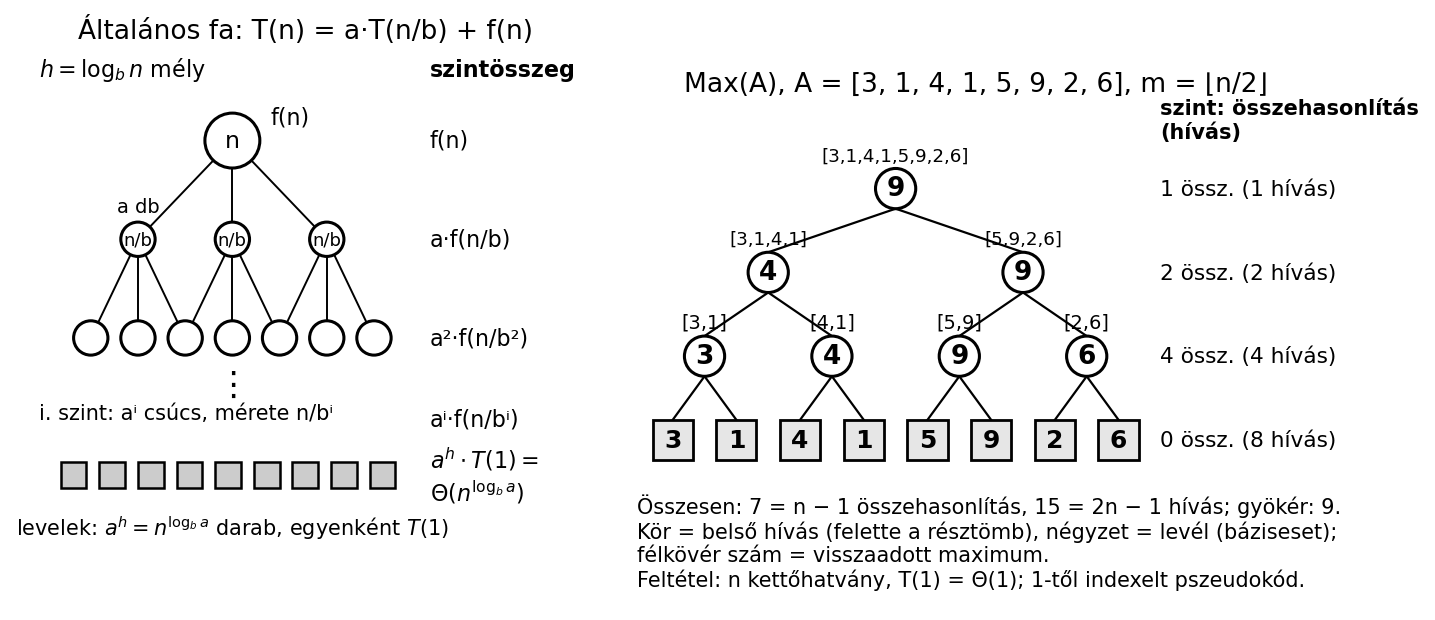 Általános fa: T(n) = a·T(n/b) + f(n)
h = log_b n mély
szintösszeg
f(n)
n
f(n)
a db
n/b
n/b
n/b
a·f(n/b)
a²·f(n/b²)
⋮
i. szint: aⁱ csúcs, mérete n/bⁱ
aⁱ·f(n/bⁱ)
a^h · T(1) =
Θ(n^{log_b a})
levelek: a^h = n^{log_b a} darab, egyenként T(1)
Max(A), A = [3, 1, 4, 1, 5, 9, 2, 6], m = ⌊n/2⌋
szint: összehasonlítás
(hívás)
[3,1,4,1,5,9,2,6]
9
1 össz. (1 hívás)
[3,1,4,1]
[5,9,2,6]
4
9
2 össz. (2 hívás)
[3,1]
[4,1]
[5,9]
[2,6]
3
4
9
6
4 össz. (4 hívás)
3
1
4
1
5
9
2
6
0 össz. (8 hívás)
Összesen: 7 = n − 1 összehasonlítás, 15 = 2n − 1 hívás; gyökér: 9.
Kör = belső hívás (felette a résztömb), négyzet = levél (báziseset);
félkövér szám = visszaadott maximum.
Feltétel: n kettőhatvány, T(1) = Θ(1); 1-től indexelt pszeudokód.